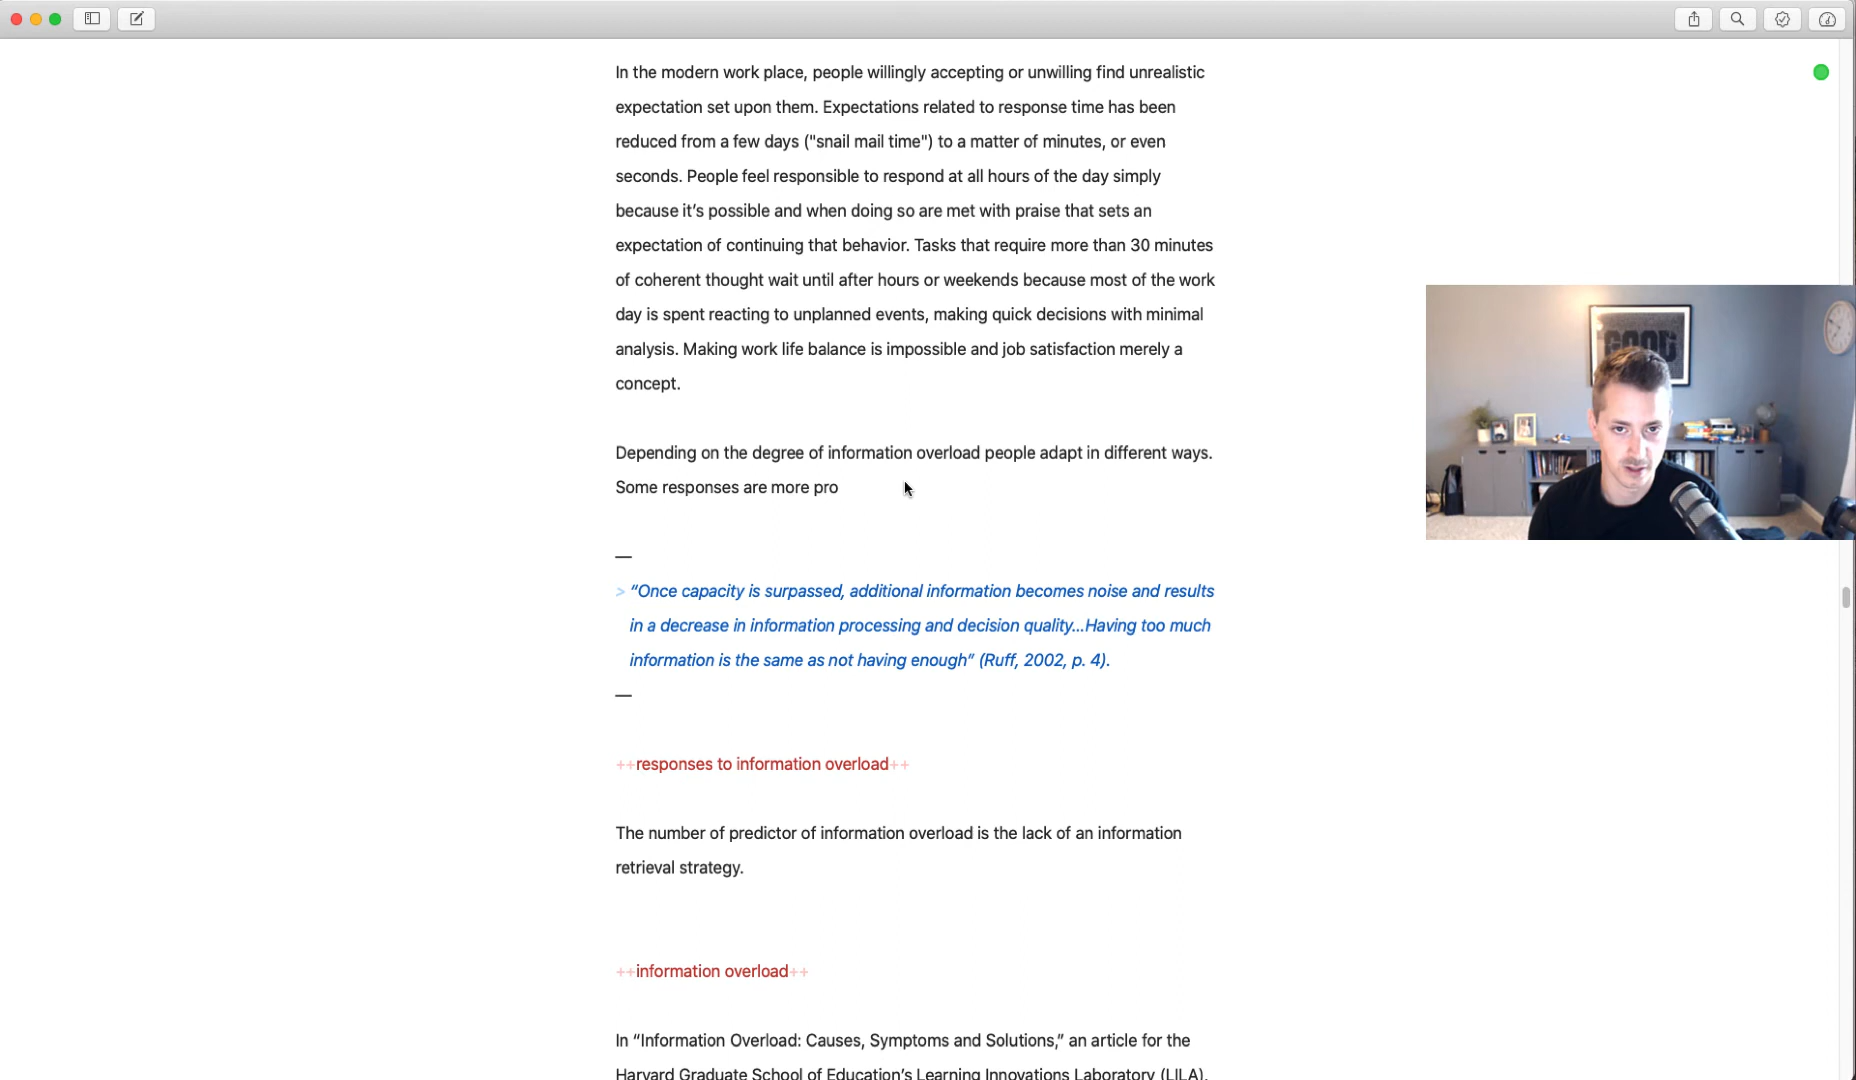 In the modern work place, people willingly accepting or unwilling find unrealistic
expectation set upon them. Expectations related to response time has been
reduced from a few days ("snail mail time") to a matter of minutes, or even
seconds. People feel responsible to respond at all hours of the day simply
because it’s possible and when doing so are met with praise that sets an
expectation of continuing that behavior. Tasks that require more than 30 minutes
of coherent thought wait until after hours or weekends because most of the work
day is spent reacting to unplanned events, making quick decisions with minimal
analysis. Making work life balance is impossible and job satisfaction merely a
concept.
GOOD
Depending on the degree of information overload people adapt in different ways.
Some responses are more pro
—
> “Once capacity is surpassed, additional information becomes noise and results
in a decrease in information processing and decision quality…Having too much
information is the same as not having enough” (Ruff, 2002, p. 4).
—
++responses to information overload++
The number of predictor of information overload is the lack of an information
retrieval strategy.
++information overload++
In “Information Overload: Causes, Symptoms and Solutions,” an article for the
Harvard Graduate School of Education’s Learning Innovations Laboratory (LILA),